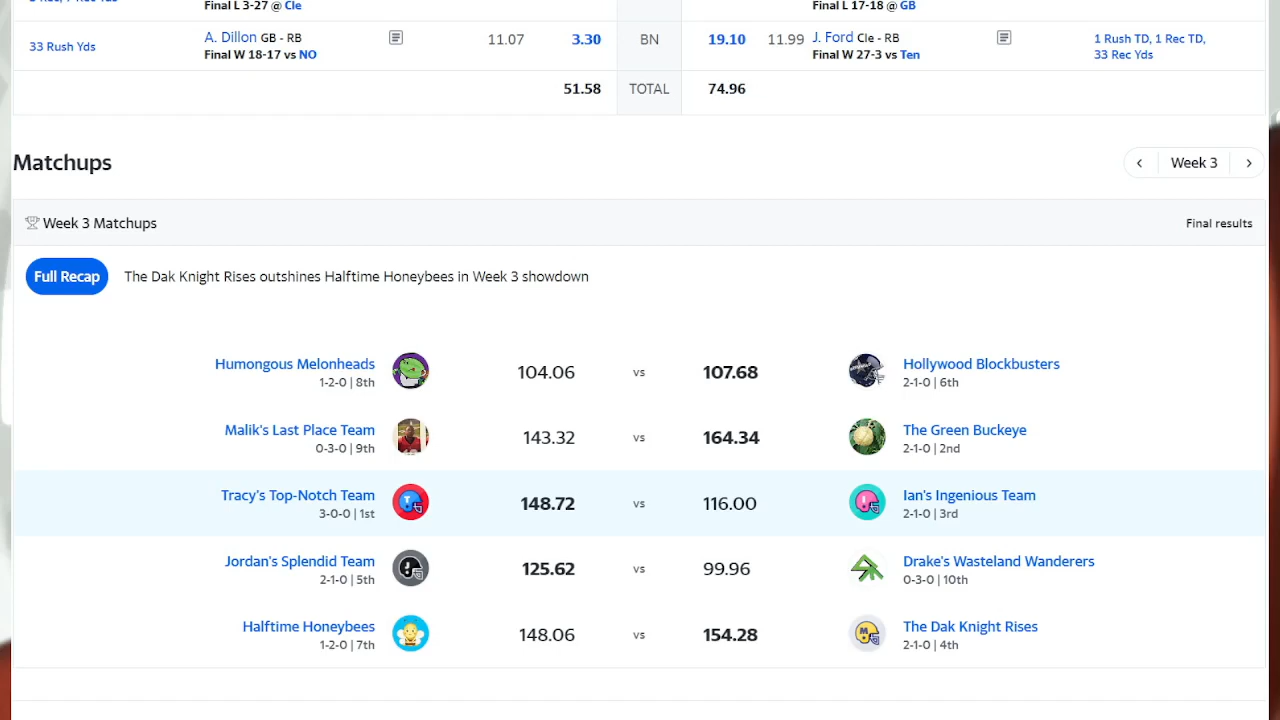 Final L 3-27 @ Cle
Final L 17-18 @ GB
33 Rush Yds
A. Dillon GB - RB
Final W 18-17 vs NO
11.07
3.30
BN
19.10
11.99
J. Ford Cle - RB
Final W 27-3 vs Ten
1 Rush TD, 1 Rec TD,
33 Rec Yds
51.58
TOTAL
74.96
Matchups
Week 3
Week 3 Matchups
Final results
Full Recap
The Dak Knight Rises outshines Halftime Honeybees in Week 3 showdown
Humongous Melonheads
1-2-0 | 8th
104.06
vs
107.68
Hollywood Blockbusters
2-1-0 | 6th
Malik's Last Place Team
0-3-0 | 9th
143.32
vs
164.34
The Green Buckeye
2-1-0 | 2nd
Tracy's Top-Notch Team
3-0-0 | 1st
148.72
vs
116.00
Ian's Ingenious Team
2-1-0 | 3rd
Jordan's Splendid Team
2-1-0 | 5th
125.62
vs
99.96
Drake's Wasteland Wanderers
0-3-0 | 10th
Halftime Honeybees
1-2-0 | 7th
148.06
vs
154.28
The Dak Knight Rises
2-1-0 | 4th